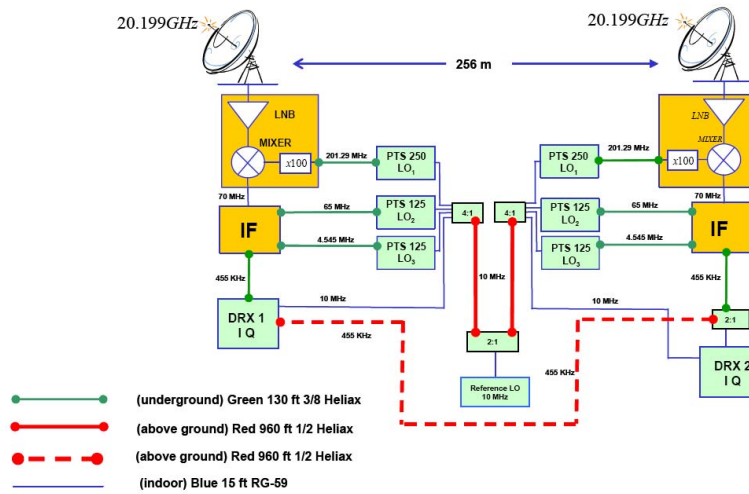 20.199GHz
20.199GHz
256 m
LNB
MIXER
x100
201.29 MHz
PTS 250
LO1
70 MHz
IF
65 MHz
PTS 125
LO2
4.545 MHz
PTS 125
LO3
4:1
4:1
455 KHz
10 MHz
DRX 1
I Q
455 KHz
10 MHz
2:1
Reference LO
10 MHz
LNB
MIXER
x100
201.29 MHz
PTS 250
LO1
70 MHz
IF
65 MHz
PTS 125
LO2
4.545 MHz
PTS 125
LO3
455 KHz
10 MHz
2:1
DRX 2
I Q
455 KHz
(underground) Green 130 ft 3/8 Heliax
(above ground) Red 960 ft 1/2 Heliax
(above ground) Red 960 ft 1/2 Heliax
(indoor) Blue 15 ft RG-59